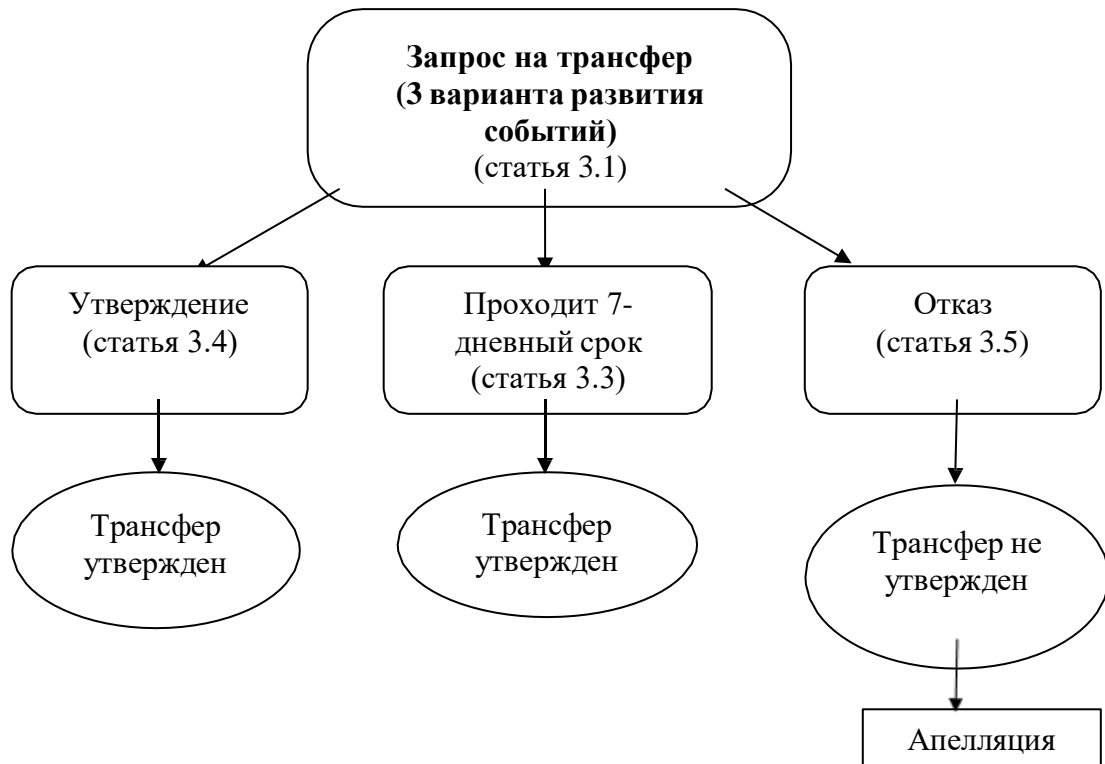 Запрос на трансфер
(3 варианта развития
событий)
(статья 3.1)
Утверждение
(статья 3.4)
Проходит 7-
дневный срок
(статья 3.3)
Отказ
(статья 3.5)
Трансфер
утвержден
Трансфер
утвержден
Трансфер не
утвержден
Апелляция